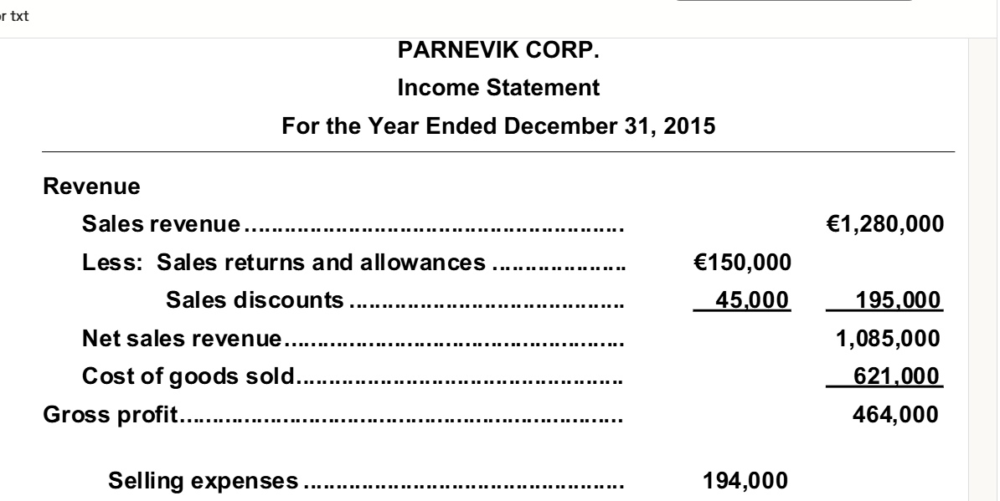 or txt
PARNEVIK CORP.
Income Statement
For the Year Ended December 31, 2015
Revenue
Sales revenue ........................................................... €1,280,000
Less: Sales returns and allowances ..................... €150,000
Sales discounts .......................................... 45,000 195,000
Net sales revenue.................................................... 1,085,000
Cost of goods sold.................................................. 621,000
Gross profit.................................................................... 464,000
Selling expenses ................................................. 194,000